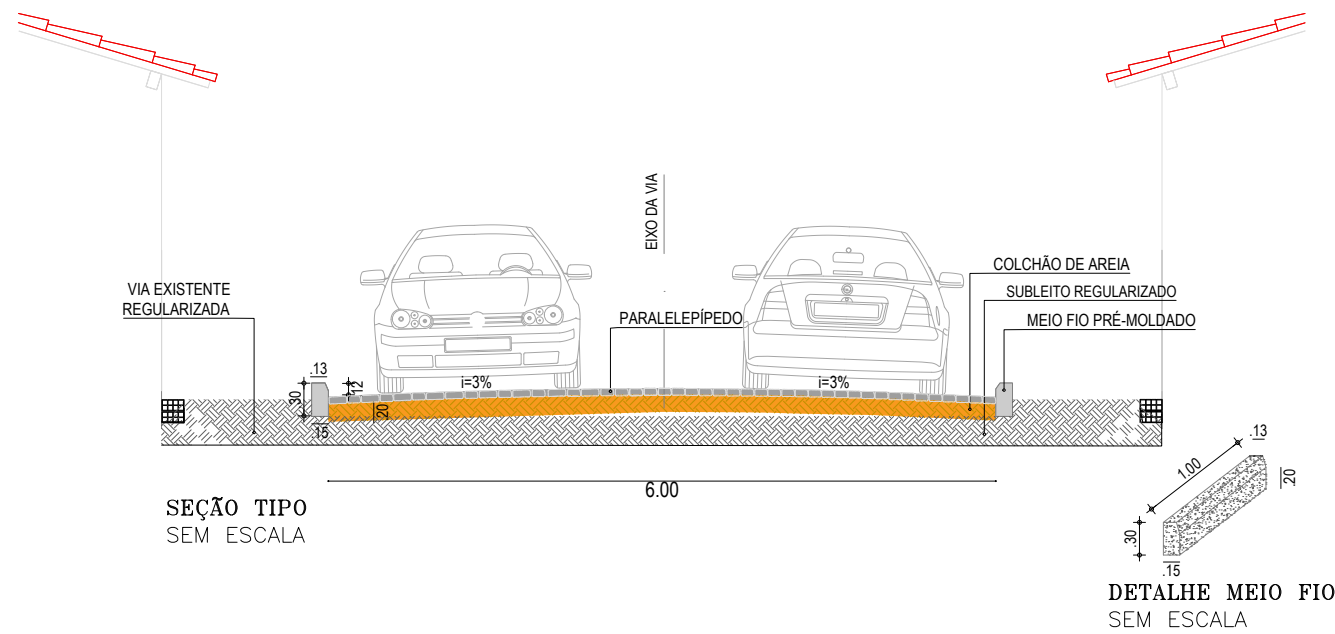 EIXO DA VIA
COLCHÃO DE AREIA
VIA EXISTENTE
REGULARIZADA
SUBLEITO REGULARIZADO
PARALELEPÍPEDO
MEIO FIO PRÉ-MOLDADO
.13
.30
.12
i=3%
i=3%
.20
.15
6.00
SEÇÃO TIPO
SEM ESCALA
.13
1.00
.20
.30
.15
DETALHE MEIO FIO
SEM ESCALA